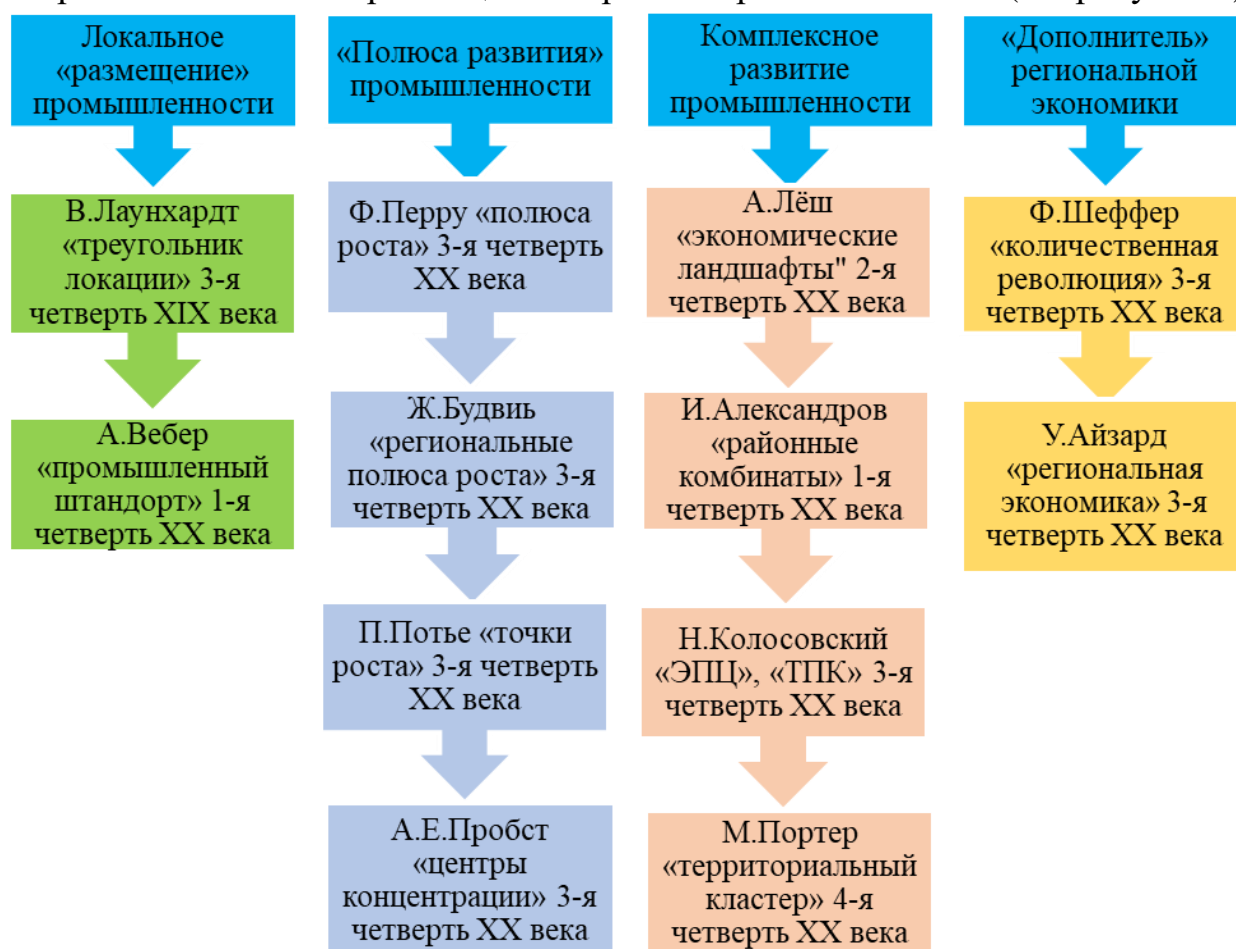 Локальное
«размещение»
промышленности
«Полюса развития»
промышленности
Комплексное
развитие
промышленности
«Дополнитель»
региональной
экономики
В.Лаунхардт
«треугольник
локации» 3-я
четверть XIX века
А.Вебер
«промышленный
штандорт» 1-я
четверть XX века
Ф.Перру «полюса
роста» 3-я четверть
XX века
Ж.Будвиь
«региональные
полюса роста» 3-я
четверть XX века
П.Потье «точки
роста» 3-я четверть
XX века
А.Е.Пробст
«центры
концентрации» 3-я
четверть XX века
А.Лёш
«экономические
ландшафты" 2-я
четверть XX века
И.Александров
«районные
комбинаты» 1-я
четверть XX века
Н.Колосовский
«ЭПЦ», «ТПК» 3-я
четверть XX века
М.Портер
«территориальный
кластер» 4-я
четверть XX века
Ф.Шеффер
«количественная
революция» 3-я
четверть XX века
У.Айзард
«региональная
экономика» 3-я
четверть XX века